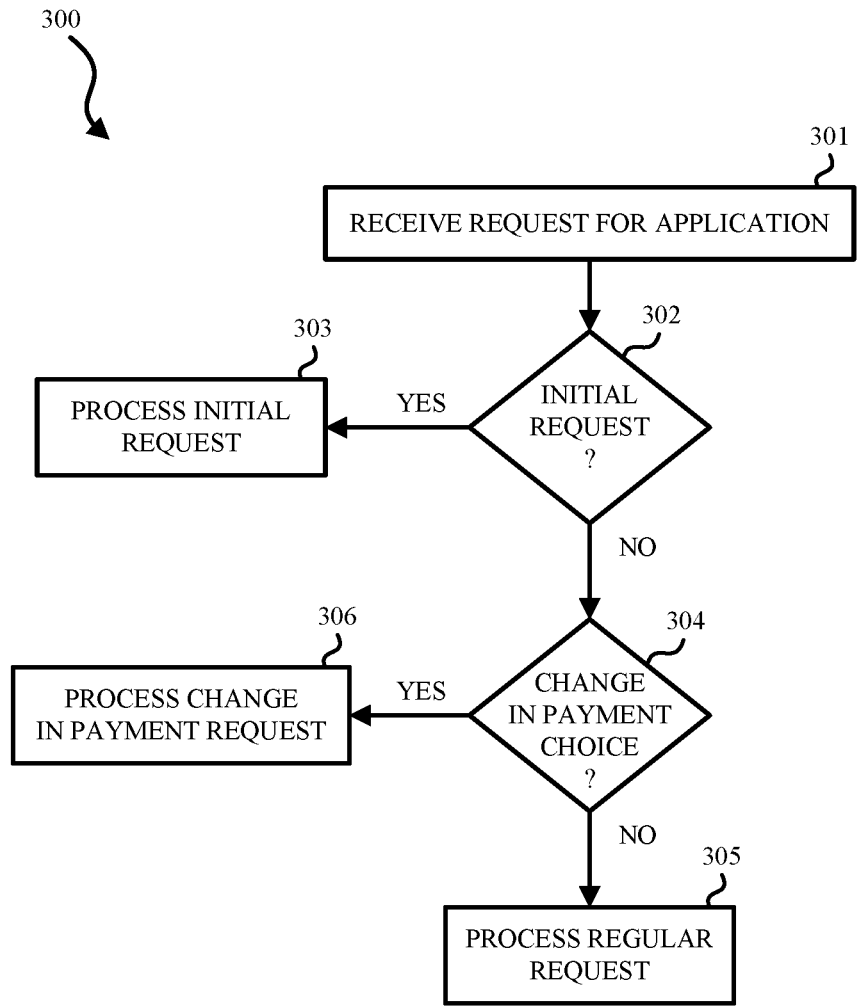 300
301
RECEIVE REQUEST FOR APPLICATION
302
INITIAL
REQUEST
?
YES
303
PROCESS INITIAL
REQUEST
NO
304
CHANGE
IN PAYMENT
CHOICE
?
YES
306
PROCESS CHANGE
IN PAYMENT REQUEST
NO
305
PROCESS REGULAR
REQUEST